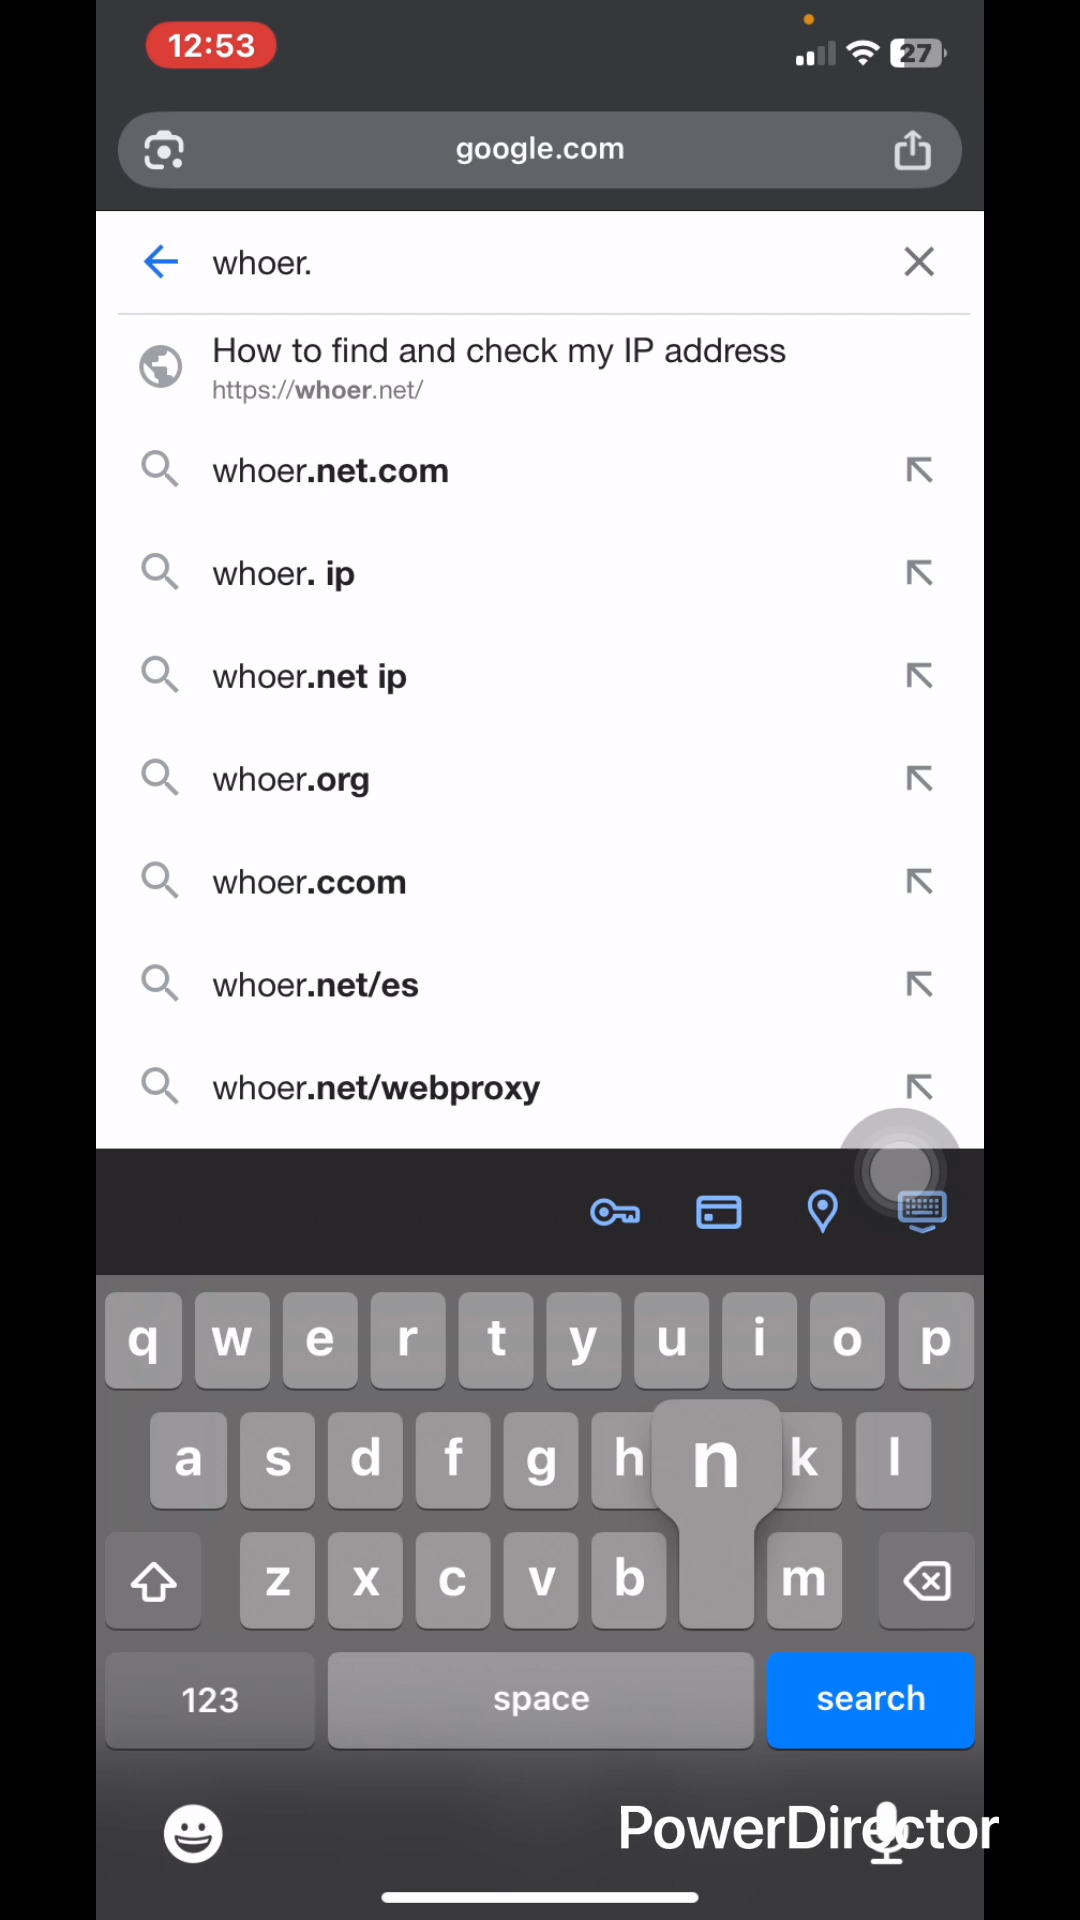 12:53
27
google.com
whoer.
How to find and check my IP address
https://whoer.net/
whoer.net.com
whoer. ip
whoer.net ip
whoer.org
whoer.ccom
whoer.net/es
whoer.net/webproxy
q w e r t y u i o p
a s d f g h n k l
z x c v b m
123 space search
PowerDirector